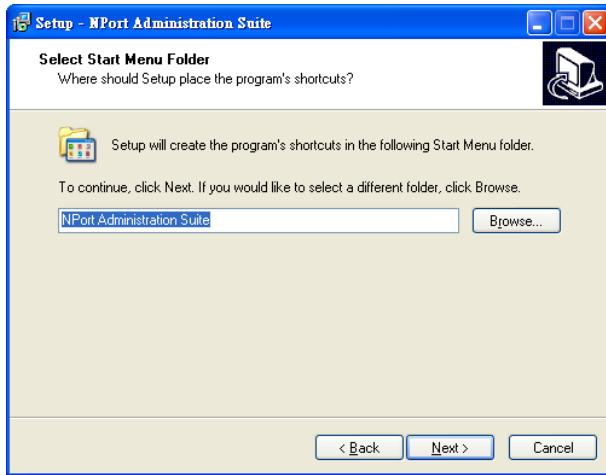 Setup - NPort Administration Suite
Select Start Menu Folder
Where should Setup place the program's shortcuts?
Setup will create the program's shortcuts in the following Start Menu folder.
To continue, click Next. If you would like to select a different folder, click Browse.
NPort Administration Suite
Browse...
< Back
Next >
Cancel